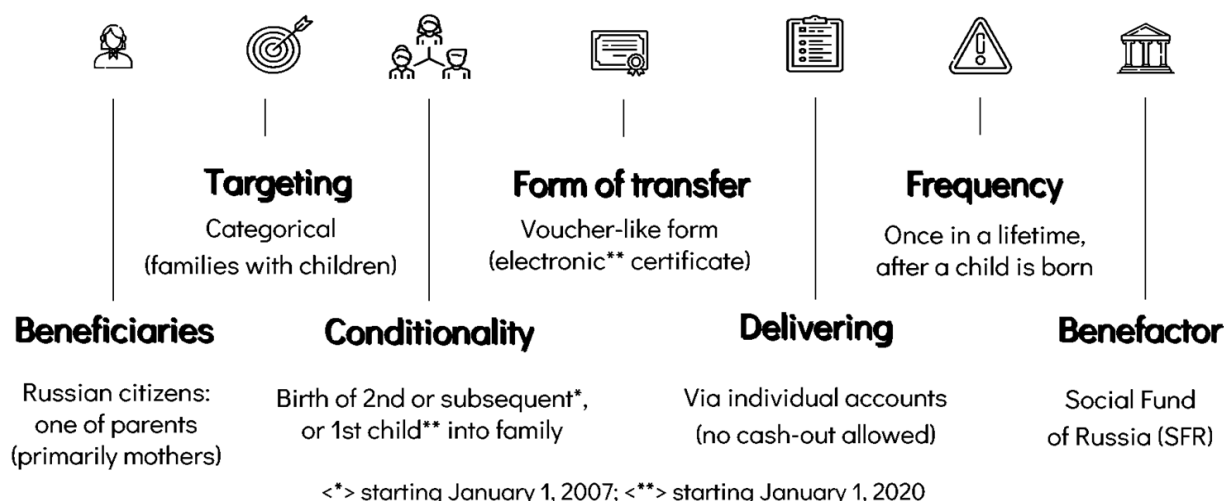 Targeting
Categorical
(families with children)
Form of transfer
Voucher-like form
(electronic** certificate)
Frequency
Once in a lifetime,
after a child is born
Beneficiaries
Russian citizens:
one of parents
(primarily mothers)
Conditionality
Birth of 2nd or subsequent*,
or 1st child** into family
Delivering
Via individual accounts
(no cash-out allowed)
Benefactor
Social Fund
of Russia (SFR)
<*> starting January 1, 2007; <**> starting January 1, 2020